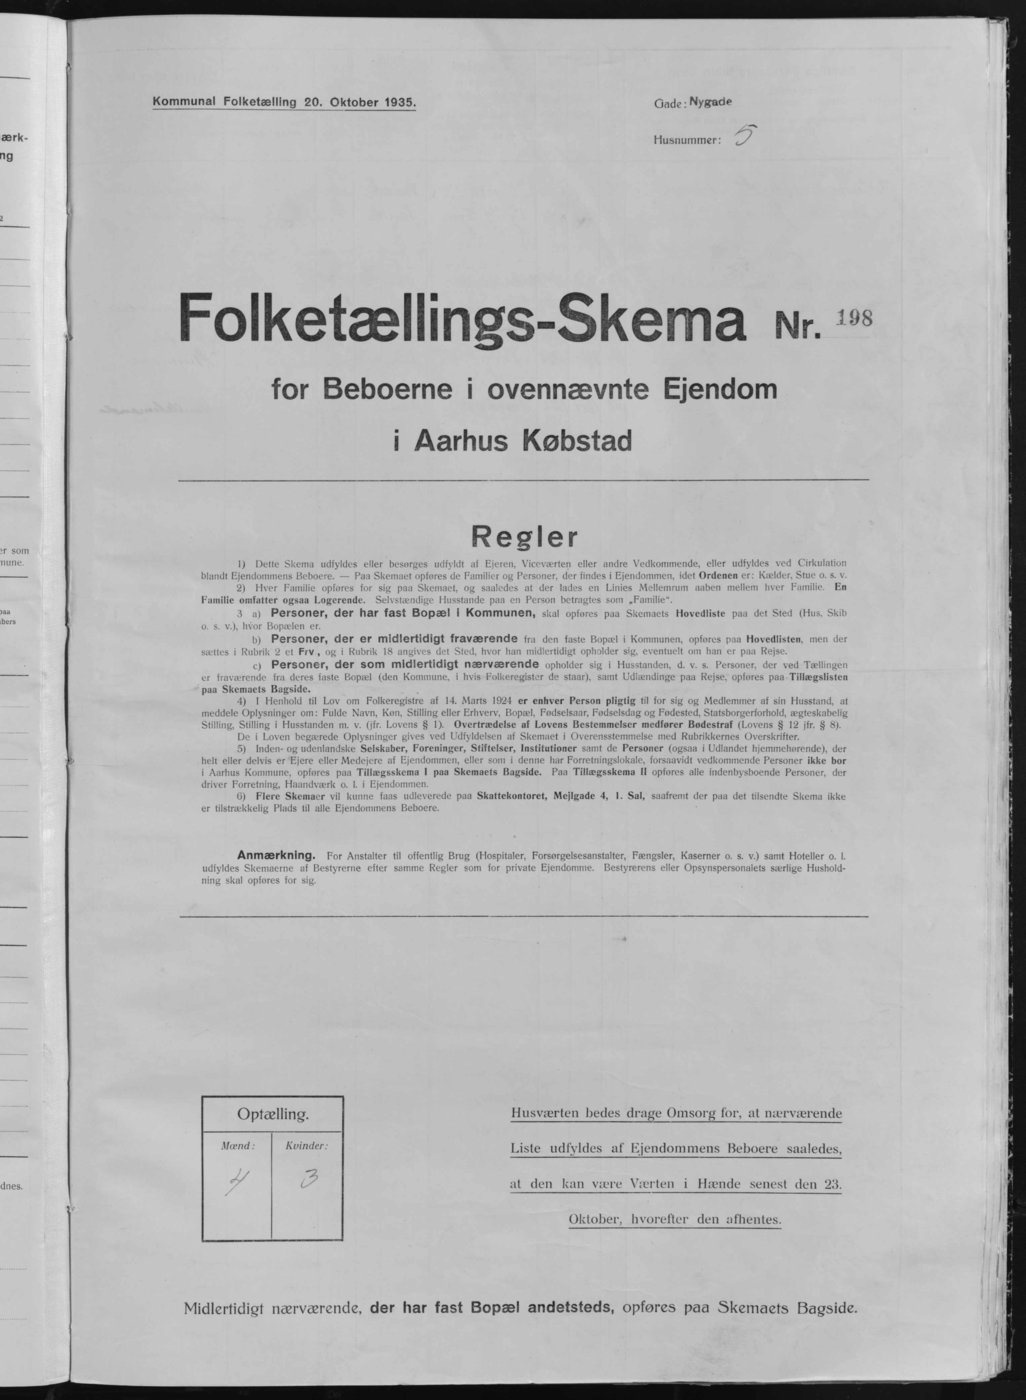 Kommunal Folketælling 20. Oktober 1935.
Gade: Nygade
Husnummer: 5
Folketællings-Skema Nr. 198
for Beboerne i ovennævnte Ejendom
i Aarhus Købstad
Regler
1) Dette Skema udfyldes eller besørges udfyldt af Ejeren, Viceværten eller andre Vedkommende, eller udfyldes ved Cirkulation
blandt Ejendommens Beboere. — Paa Skemaet opføres de Familier og Personer, der findes i Ejendommen, idet Ordenen er: Kælder, Stue o. s. v.
2) Hver Familie opføres for sig paa Skemaet, og saaledes at der lades en Linies Mellemrum aaben mellem hver Familie. En
Familie omfatter ogsaa Logerende. Selvstændige Husstande paa en Person betragtes som „Familie“.
3 a) Personer, der har fast Bopæl i Kommunen, skal opføres paa Skemaets Hovedliste paa det Sted (Hus, Skib
o. s. v.), hvor Bopælen er.
b) Personer, der er midlertidigt fraværende fra den faste Bopæl i Kommunen, opføres paa Hovedlisten, men der
sættes i Rubrik 2 et Frv., og i Rubrik 18 angives det Sted, hvor han midlertidigt opholder sig, eventuelt om han er paa Rejse.
c) Personer, der som midlertidigt nærværende opholder sig i Husstanden, d. v. s. Personer, der ved Tællingen
er fraværende fra deres faste Bopæl (den Kommune, i hvis Folkeregister de staar), samt Udlændinge paa Rejse, opføres paa Tillægslisten
paa Skemaets Bagside.
4) I Henhold til Lov om Folkeregistre af 14. Marts 1924 er enhver Person pligtig til for sig og Medlemmer af sin Husstand, at
meddele Oplysninger om: Fulde Navn, Køn, Stilling eller Erhverv, Bopæl, Fødselsaar, Fødselsdag og Fødested, Statsborgerforhold, ægteskabelig
Stilling, Stilling i Husstanden m. v. (jfr. Lovens § 1). Overtrædelse af Lovens Bestemmelser medfører Bødestraf (Lovens § 12 jfr. § 8).
De i Loven begærede Oplysninger gives ved Udfyldelsen af Skemaet i Overensstemmelse med Rubrikkernes Overskrifter.
5) Inden- og udenlandske Selskaber, Foreninger, Stiftelser, Institutioner samt de Personer (ogsaa i Udlandet hjemmehørende), der
helt eller delvis er Ejere eller Medejere af Ejendommen, eller som i denne har Forretningslokale, forsaavidt vedkommende Personer ikke bor
i Aarhus Kommune, opføres paa Tillægsskema I paa Skemaets Bagside. Paa Tillægsskema II opføres alle indenbysboende Personer, der
driver Forretning, Haandværk o. l. i Ejendommen.
6) Flere Skemaer vil kunne faas udleverede paa Skattekontoret, Mejlgade 4, 1. Sal, saafremt der paa det tilsendte Skema ikke
er tilstrækkelig Plads til alle Ejendommens Beboere.
Anmærkning. For Anstalter til offentlig Brug (Hospitaler, Forsørgelsesanstalter, Fængsler, Kaserner o. s. v.) samt Hoteller o. l.
udfyldes Skemaerne af Bestyrerne efter samme Regler som for private Ejendomme. Bestyrerens eller Opsynspersonalets særlige Hushold-
ning skal opføres for sig.
Optælling.
Mænd: Kvinder:
4 3
Husværten bedes drage Omsorg for, at nærværende
Liste udfyldes af Ejendommens Beboere saaledes,
at den kan være Værten i Hænde senest den 23.
Oktober, hvorefter den afhentes.
Midlertidigt nærværende, der har fast Bopæl andetsteds, opføres paa Skemaets Bagside.